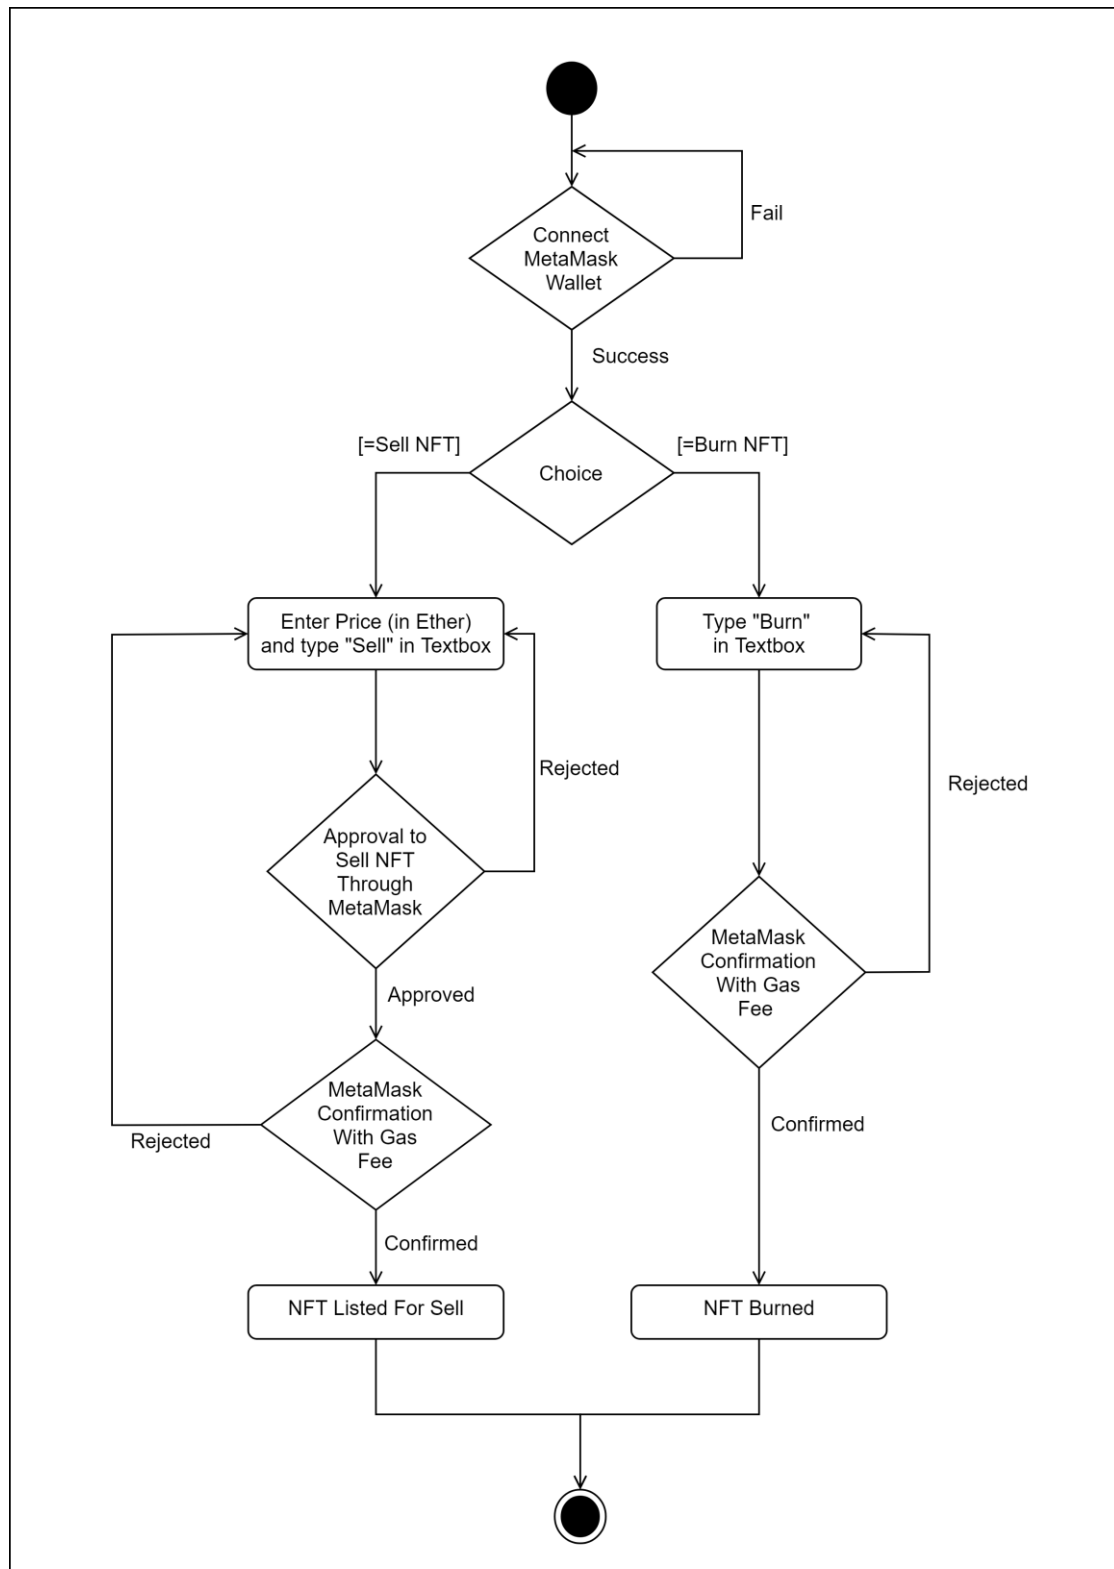 Fail
Connect
MetaMask
Wallet
Success
[=Sell NFT]
[=Burn NFT]
Choice
Enter Price (in Ether)
and type "Sell" in Textbox
Type "Burn"
in Textbox
Rejected
Rejected
Approval to
Sell NFT
Through
MetaMask
MetaMask
Confirmation
With Gas
Fee
Approved
MetaMask
Confirmation
With Gas
Fee
Rejected
Confirmed
Confirmed
NFT Listed For Sell
NFT Burned